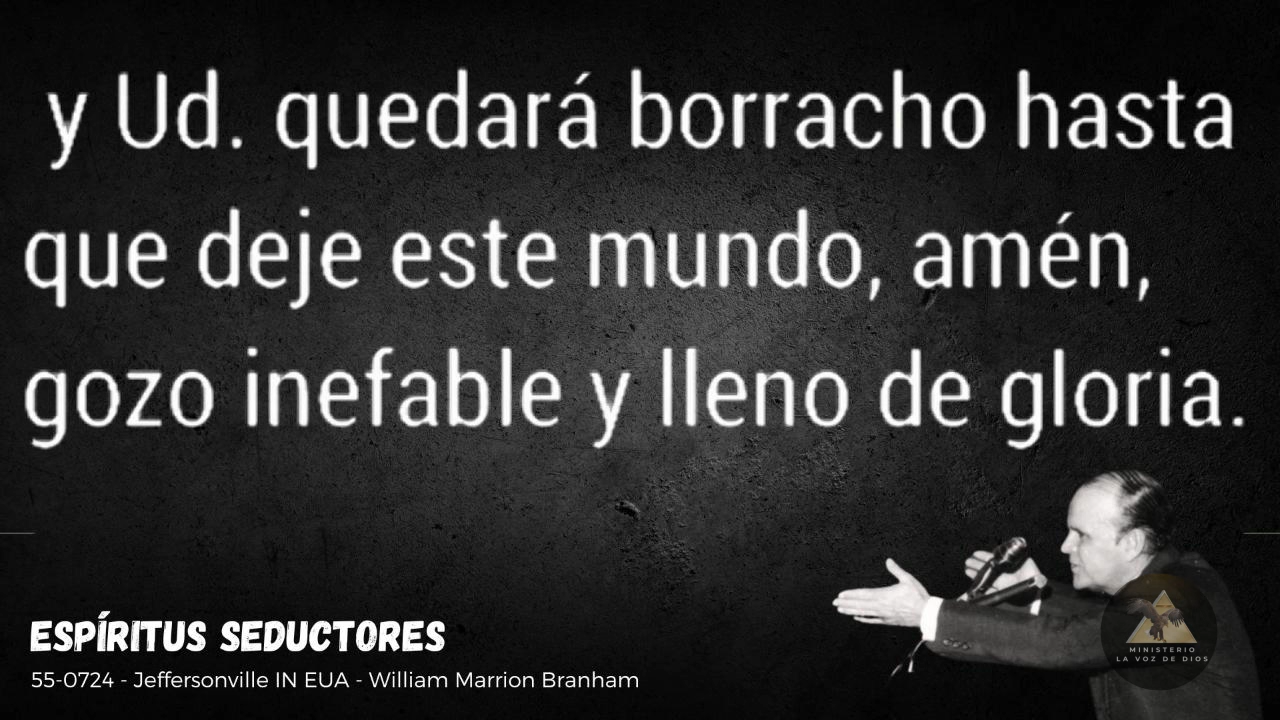 y Ud. quedará borracho hasta
que deje este mundo, amén,
gozo inefable y lleno de gloria.
ESPÍRITUS SEDUCTORES
55-0724 - Jeffersonville IN EUA - William Marrion Branham
MINISTERIO
LA VOZ DE DIOS